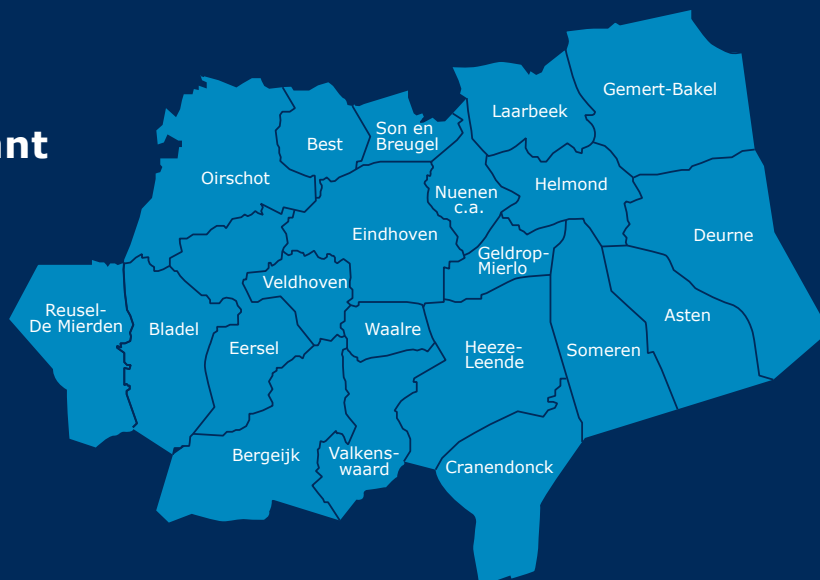 ant
Gemert-Bakel
Laarbeek
Son en
Breugel
Best
Oirschot
Helmond
Nuenen
c.a.
Eindhoven
Deurne
Geldrop-
Mierlo
Veldhoven
Reusel-
De Mierden
Bladel
Waalre
Asten
Eersel
Heeze-
Leende
Someren
Bergeijk
Valkens-
waard
Cranendonck